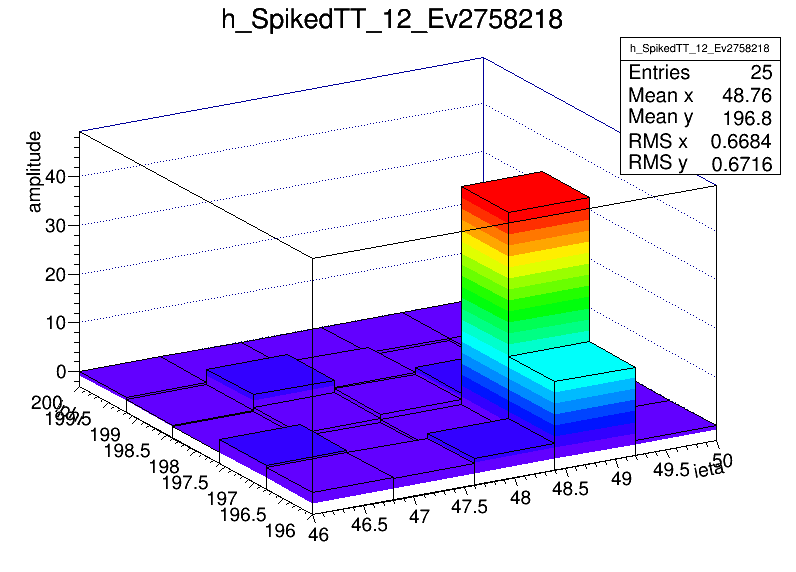 h_SpikedTT_12_Ev2758218
h_SpikedTT_12_Ev2758218
Entries 25
Mean x 48.76
Mean y 196.8
RMS x 0.6684
RMS y 0.6716
amplitude
40
30
20
10
0
200
199.5
199
198.5
198
197.5
197
196.5
196
46
46.5
47
47.5
48
48.5
49
49.5
50
ieta